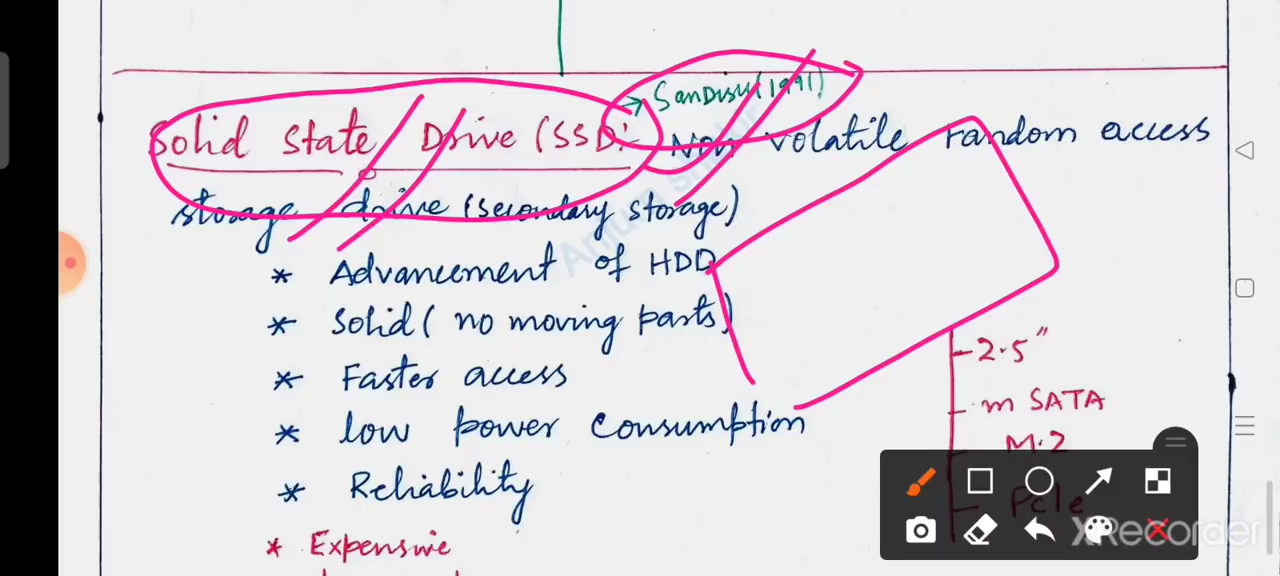 → SanDisk (1991)
Solid State Drive (SSD: Non volatile random access
storage drive (secondary storage)
* Advancement of HDD
* Solid ( no moving parts)
* Faster access
* low power consumption
* Reliability
* Expensive
2.5"
m SATA
M.2
PCIe
XRecorder